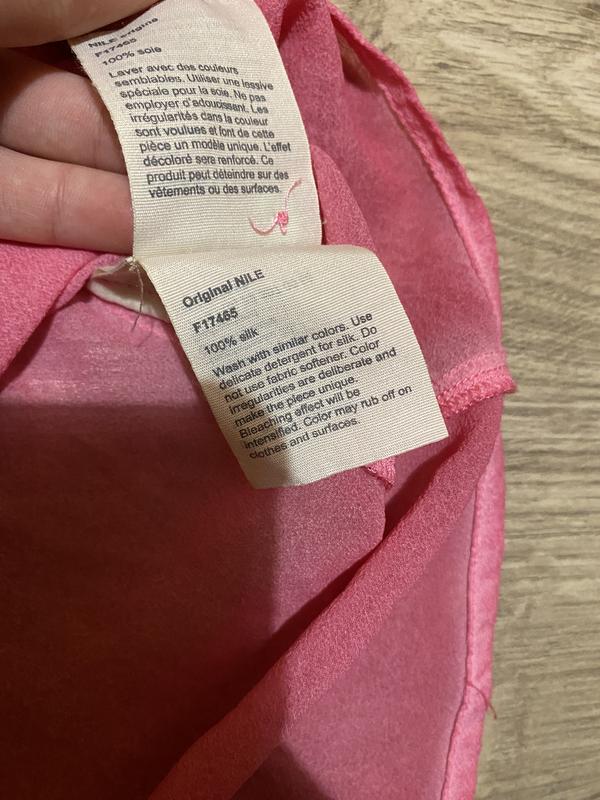 NILE origine
F17465
100% soie
Laver avec des couleurs
semblables. Utiliser une lessive
spéciale pour la soie. Ne pas
employer d'adoucissant. Les
irrégularités dans la couleur
sont voulues et font de cette
pièce un modèle unique. L'effet
décoloré sera renforcé. Ce
produit peut déteindre sur des
vêtements ou des surfaces.
Original NILE
F17465
100% silk
Wash with similar colors. Use
delicate detergent for silk. Do
not use fabric softener. Color
irregularities are deliberate and
make the piece unique.
Bleaching effect will be
intensified. Color may rub off on
clothes and surfaces.